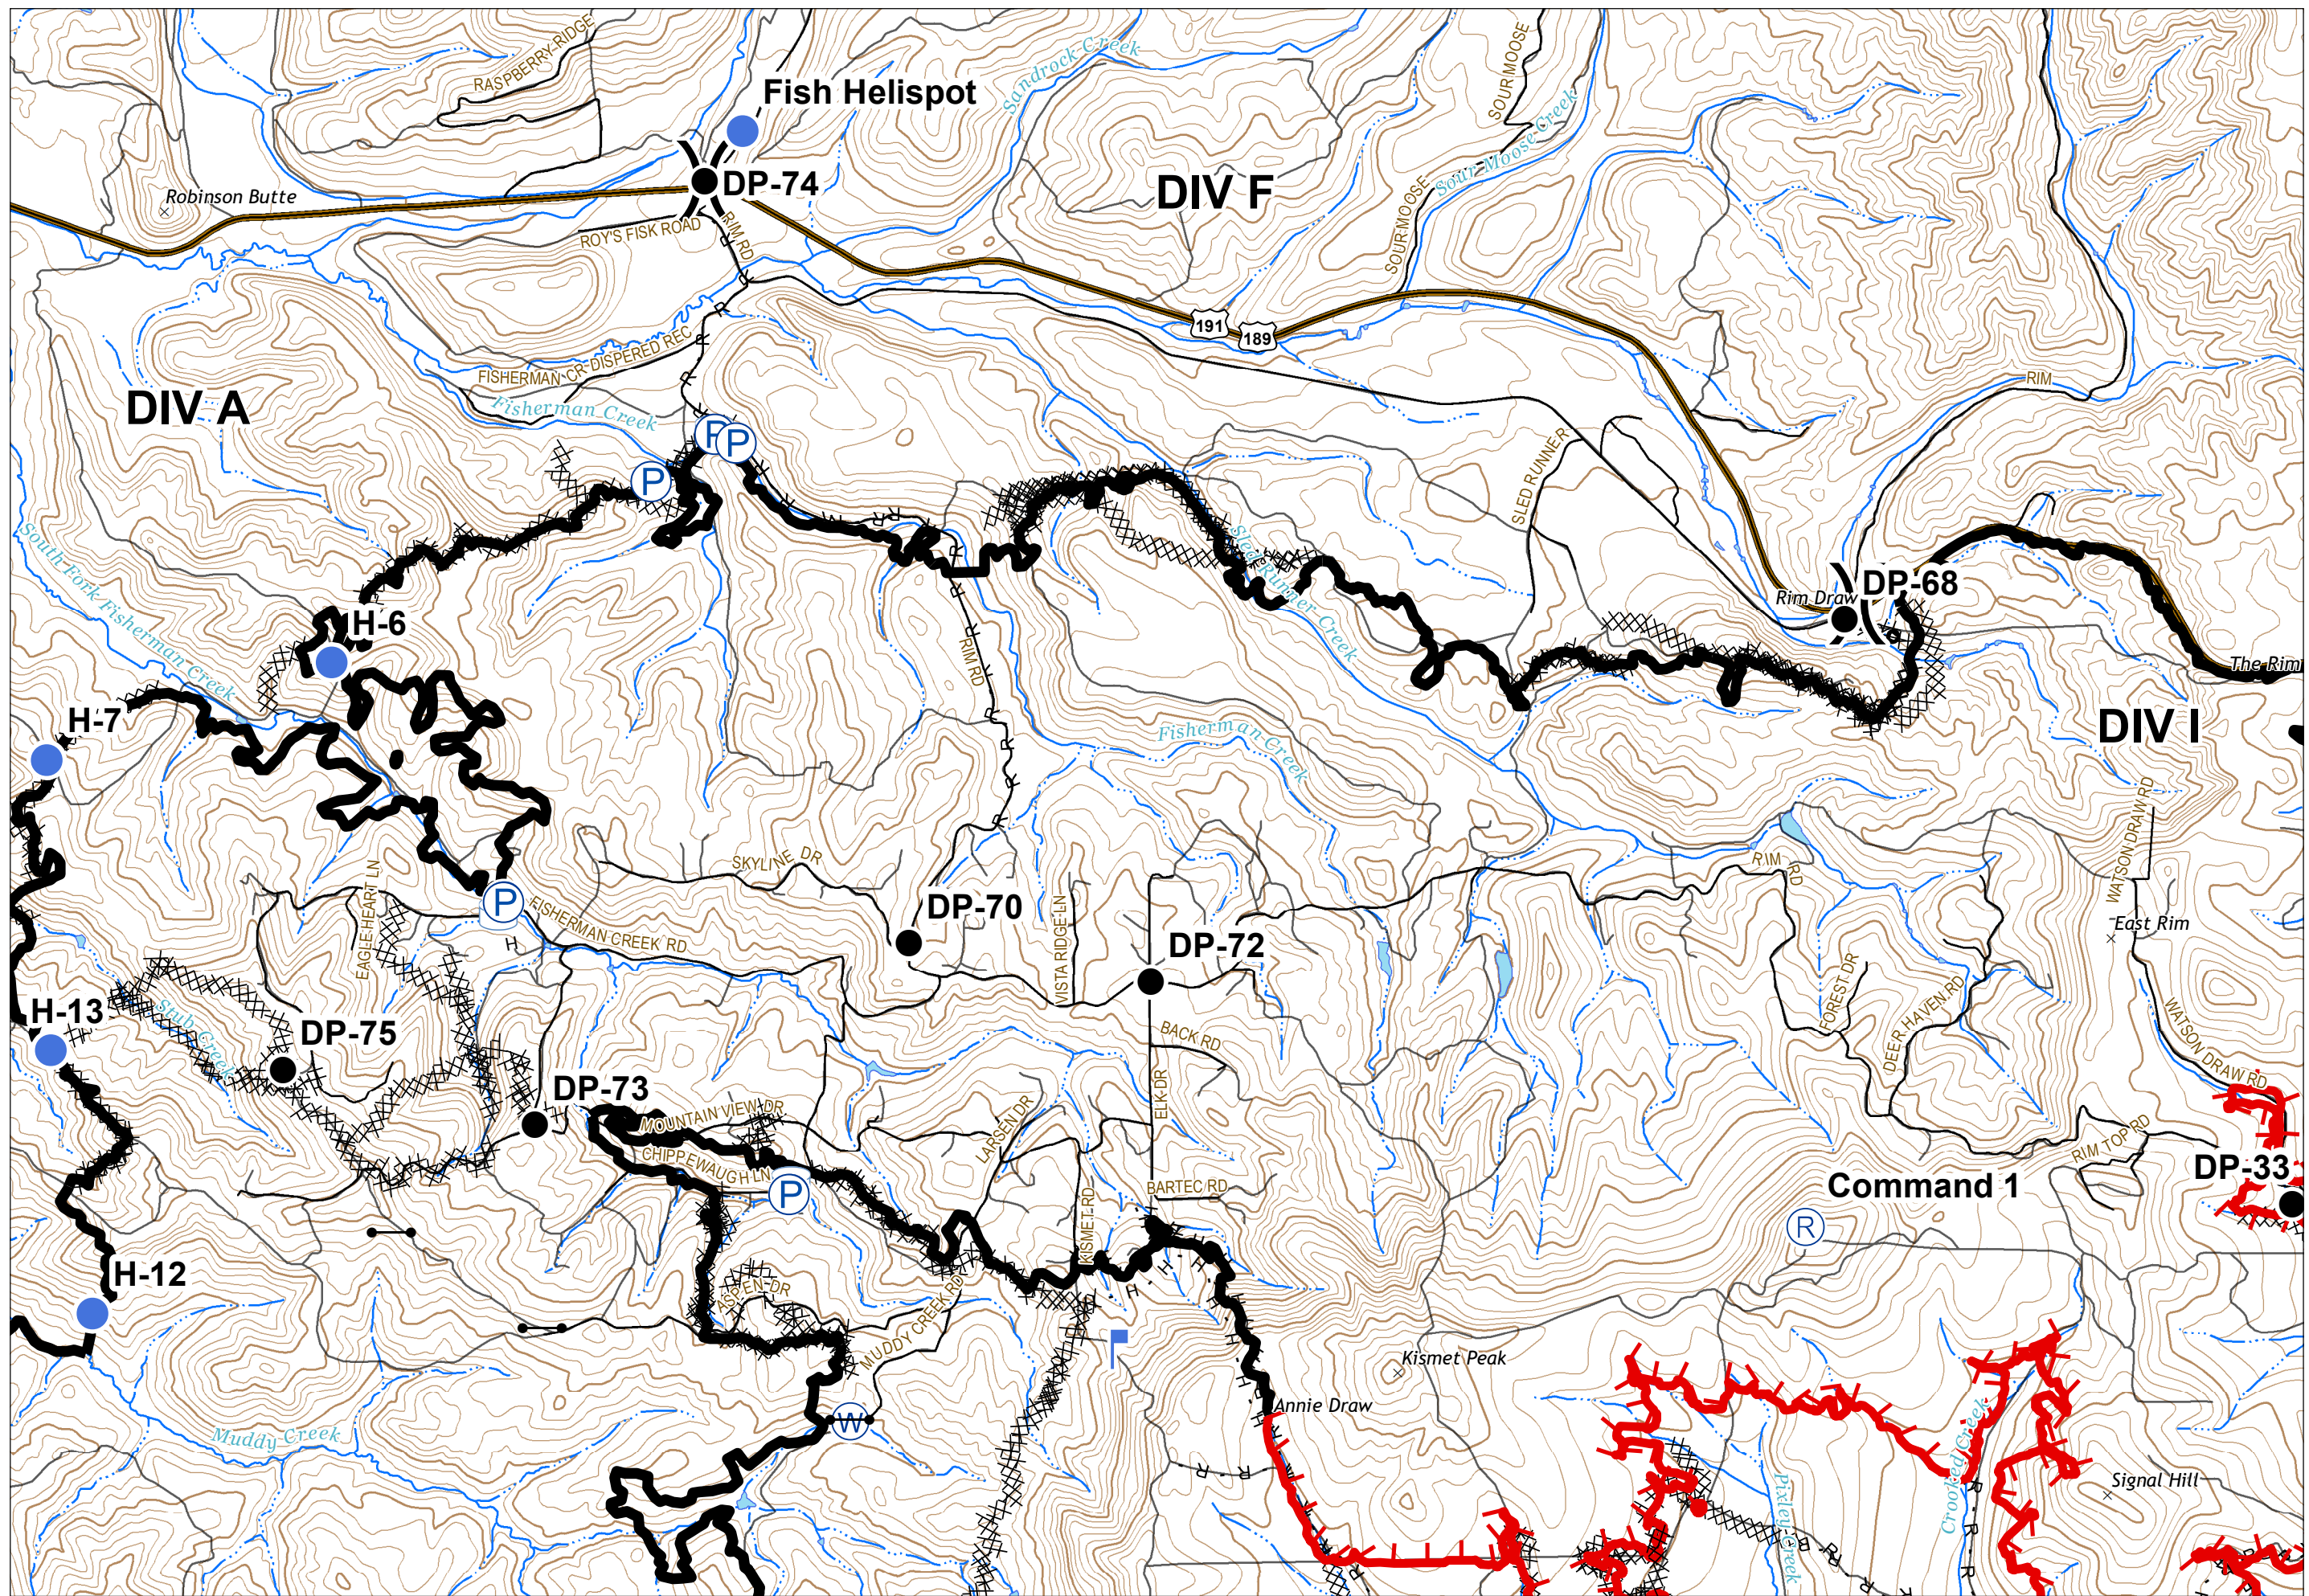 RASPBERRY RIDGE
Fish Helispot
Sandrock Creek
SOUR MOOSE
Sour Moose Creek
DP-74
DIV F
Robinson Butte
ROY'S FISK ROAD
RIM RD
SOUR MOOSE
191
189
FISHERMAN CR-DISPERED REC
RIM
DIV A
Fisherman Creek
P
P
P
SLED RUNNER
South Fork Fisherman Creek
Sled Runner Creek
Rim Draw
DP-68
H-6
RIM RD
The Rim
H-7
Fisherman Creek
DIV I
WATSON DRAW RD
SKYLINE DR
RIM RD
EAGLE HEART LN
P
FISHERMAN CREEK RD
H
DP-70
VISTA RIDGE LN
DP-72
East Rim
FOREST DR
DEER HAVEN RD
H-13
Stub Creek
DP-75
BACK RD
WATSON DRAW RD
ELK DR
DP-73
MOUNTAIN VIEW DR
LARSEN DR
CHIPPEWAUGH LN
P
KISMET RD
BARTEC RD
RIM TOP RD
DP-33
Command 1
R
H-12
ASPEN DR
MUDDY CREEK RD
Kismet Peak
Annie Draw
W
Muddy Creek
Pixley Creek
Crooked Creek
Signal Hill